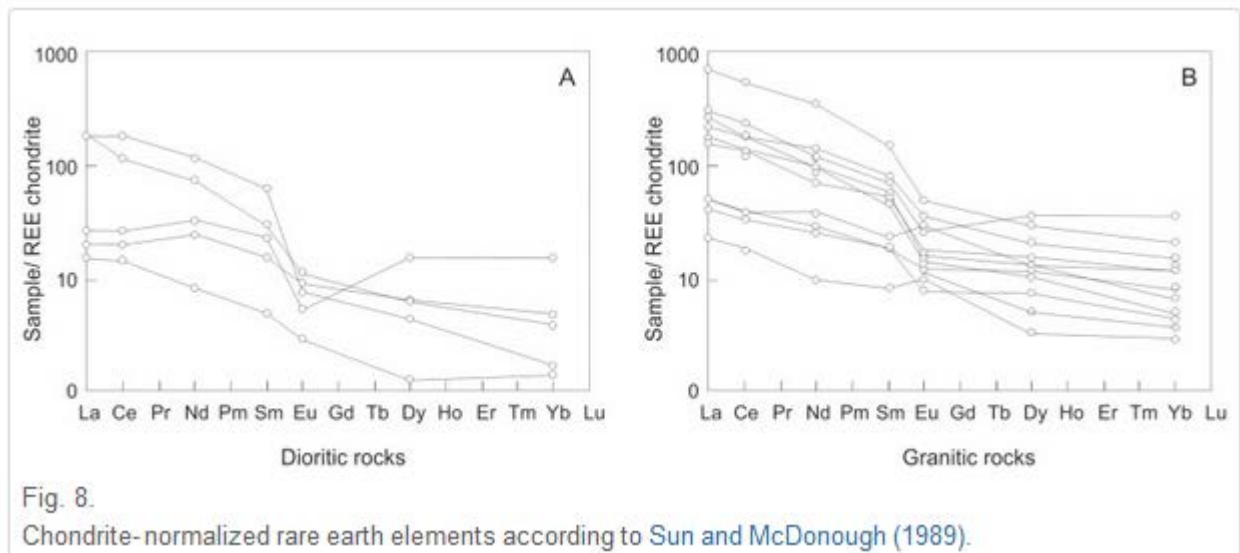 1000
A
100
10
0
Sample/ REE chondrite
La Ce Pr Nd Pm Sm Eu Gd Tb Dy Ho Er Tm Yb Lu
Dioritic rocks
1000
B
100
10
0
Sample/ REE chondrite
La Ce Pr Nd Pm Sm Eu Gd Tb Dy Ho Er Tm Yb Lu
Granitic rocks
Fig. 8.
Chondrite-normalized rare earth elements according to Sun and McDonough (1989).